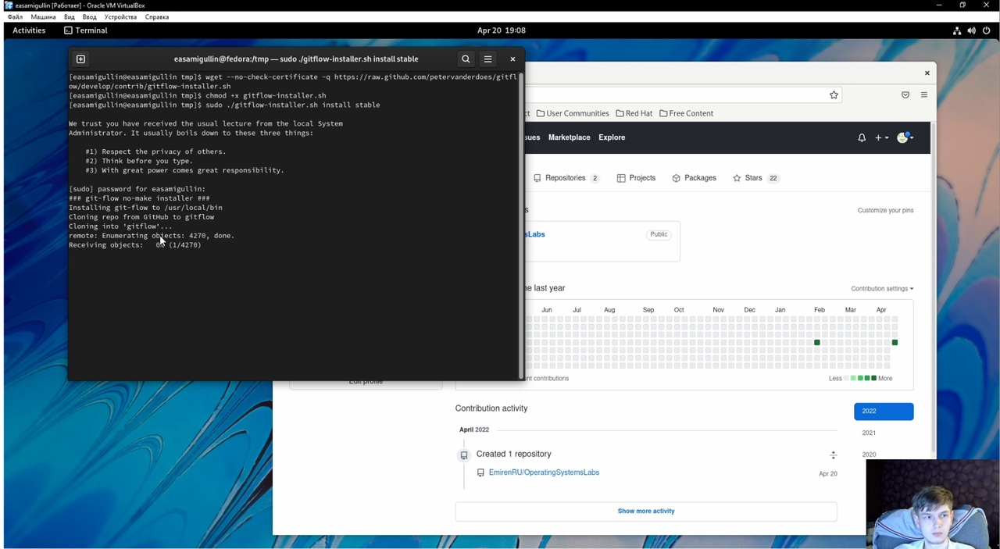 easamigullin [Работает] - Oracle VM VirtualBox
Файл Машина Вид Ввод Устройства Справка
Activities Terminal Apr 20 19:08
easamigullin@fedora:/tmp — sudo ./gitflow-installer.sh install stable
[easamigullin@easamigullin tmp]$ wget --no-check-certificate -q https://raw.github.com/petervanderdoes/gitfl
ow/develop/contrib/gitflow-installer.sh
[easamigullin@easamigullin tmp]$ chmod +x gitflow-installer.sh
[easamigullin@easamigullin tmp]$ sudo ./gitflow-installer.sh install stable
We trust you have received the usual lecture from the local System
Administrator. It usually boils down to these three things:
#1) Respect the privacy of others.
#2) Think before you type.
#3) With great power comes great responsibility.
[sudo] password for easamigullin:
### git-flow no-make installer ###
Installing git-flow to /usr/local/bin
Cloning repo from GitHub to gitflow
Cloning into 'gitflow'...
remote: Enumerating objects: 4270, done.
Receiving objects: 0% (1/4270)
User Communities Red Hat Free Content
sues Marketplace Explore
Repositories 2 Projects Packages Stars 22
s Customize your pins
sLabs Public
ne last year Contribution settings
Jun Jul Aug Sep Oct Nov Dec Jan Feb Mar Apr
nt contributions Less More
Edit profile
Contribution activity
2022
2021
2020
April 2022
Created 1 repository
EmirenRU/OperatingSystemsLabs Apr 20
Show more activity